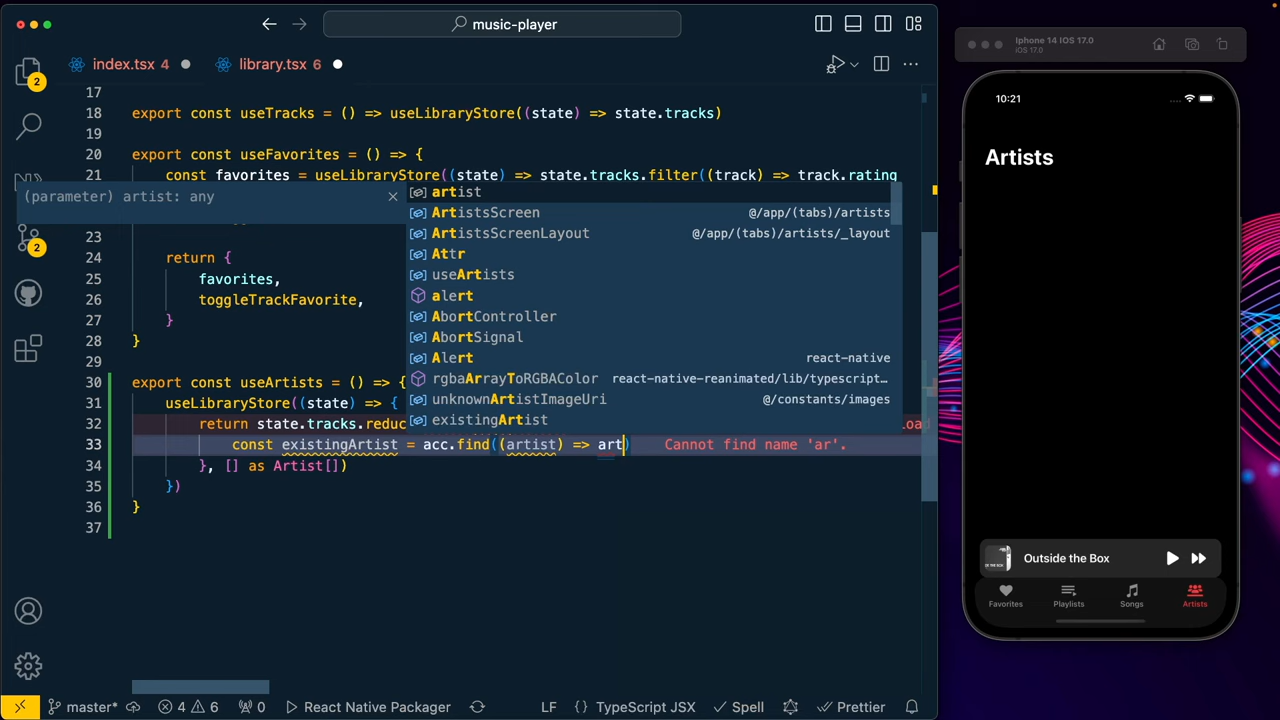 music-player
Iphone 14 IOS 17.0
iOS 17.0
index.tsx 4
library.tsx 6
17
18 export const useTracks = () => useLibraryStore((state) => state.tracks)
19
20 export const useFavorites = () => {
21 const favorites = useLibraryStore((state) => state.tracks.filter((track) => track.rating
(parameter) artist: any
artist
ArtistsScreen @/app/(tabs)/artists
ArtistsScreenLayout @/app/(tabs)/artists/_layout
Attr
useArtists
alert
AbortController
AbortSignal
Alert react-native
rgbaArrayToRGBAColor react-native-reanimated/lib/typescript…
unknownArtistImageUri @/constants/images
existingArtist
23
24 return {
25 favorites,
26 toggleTrackFavorite,
27 }
28 }
29
30 export const useArtists = () => {
31 useLibraryStore((state) => {
32 return state.tracks.reduc
33 const existingArtist = acc.find((artist) => art) Cannot find name 'ar'.
34 }, [] as Artist[])
35 })
36 }
37
2
2
master*
4 6
0
React Native Packager
LF
{} TypeScript JSX
Spell
Prettier
10:21
Artists
Outside the Box
Favorites
Playlists
Songs
Artists